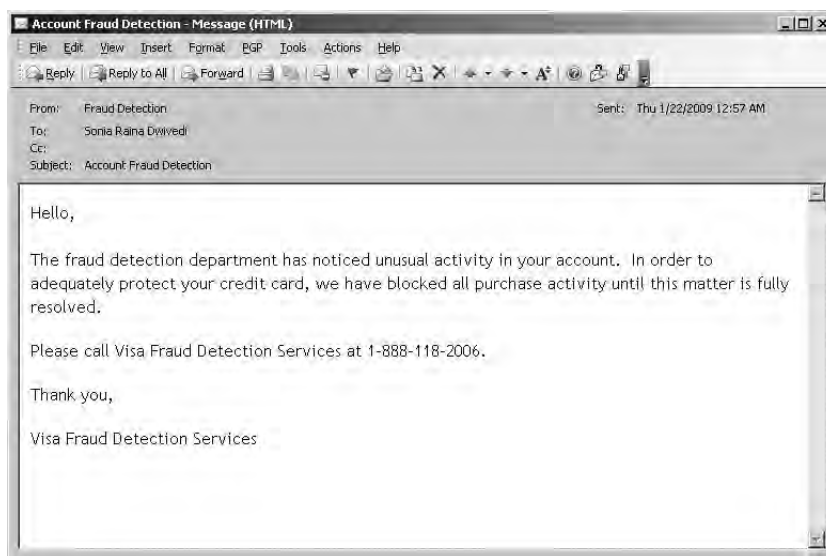 Account Fraud Detection - Message (HTML)
File Edit View Insert Format PGP Tools Actions Help
Reply Reply to All Forward
From: Fraud Detection Sent: Thu 1/22/2009 12:57 AM
To: Sonia Raina Dwivedi
Cc:
Subject: Account Fraud Detection
Hello,
The fraud detection department has noticed unusual activity in your account. In order to
adequately protect your credit card, we have blocked all purchase activity until this matter is fully
resolved.
Please call Visa Fraud Detection Services at 1-888-118-2006.
Thank you,
Visa Fraud Detection Services